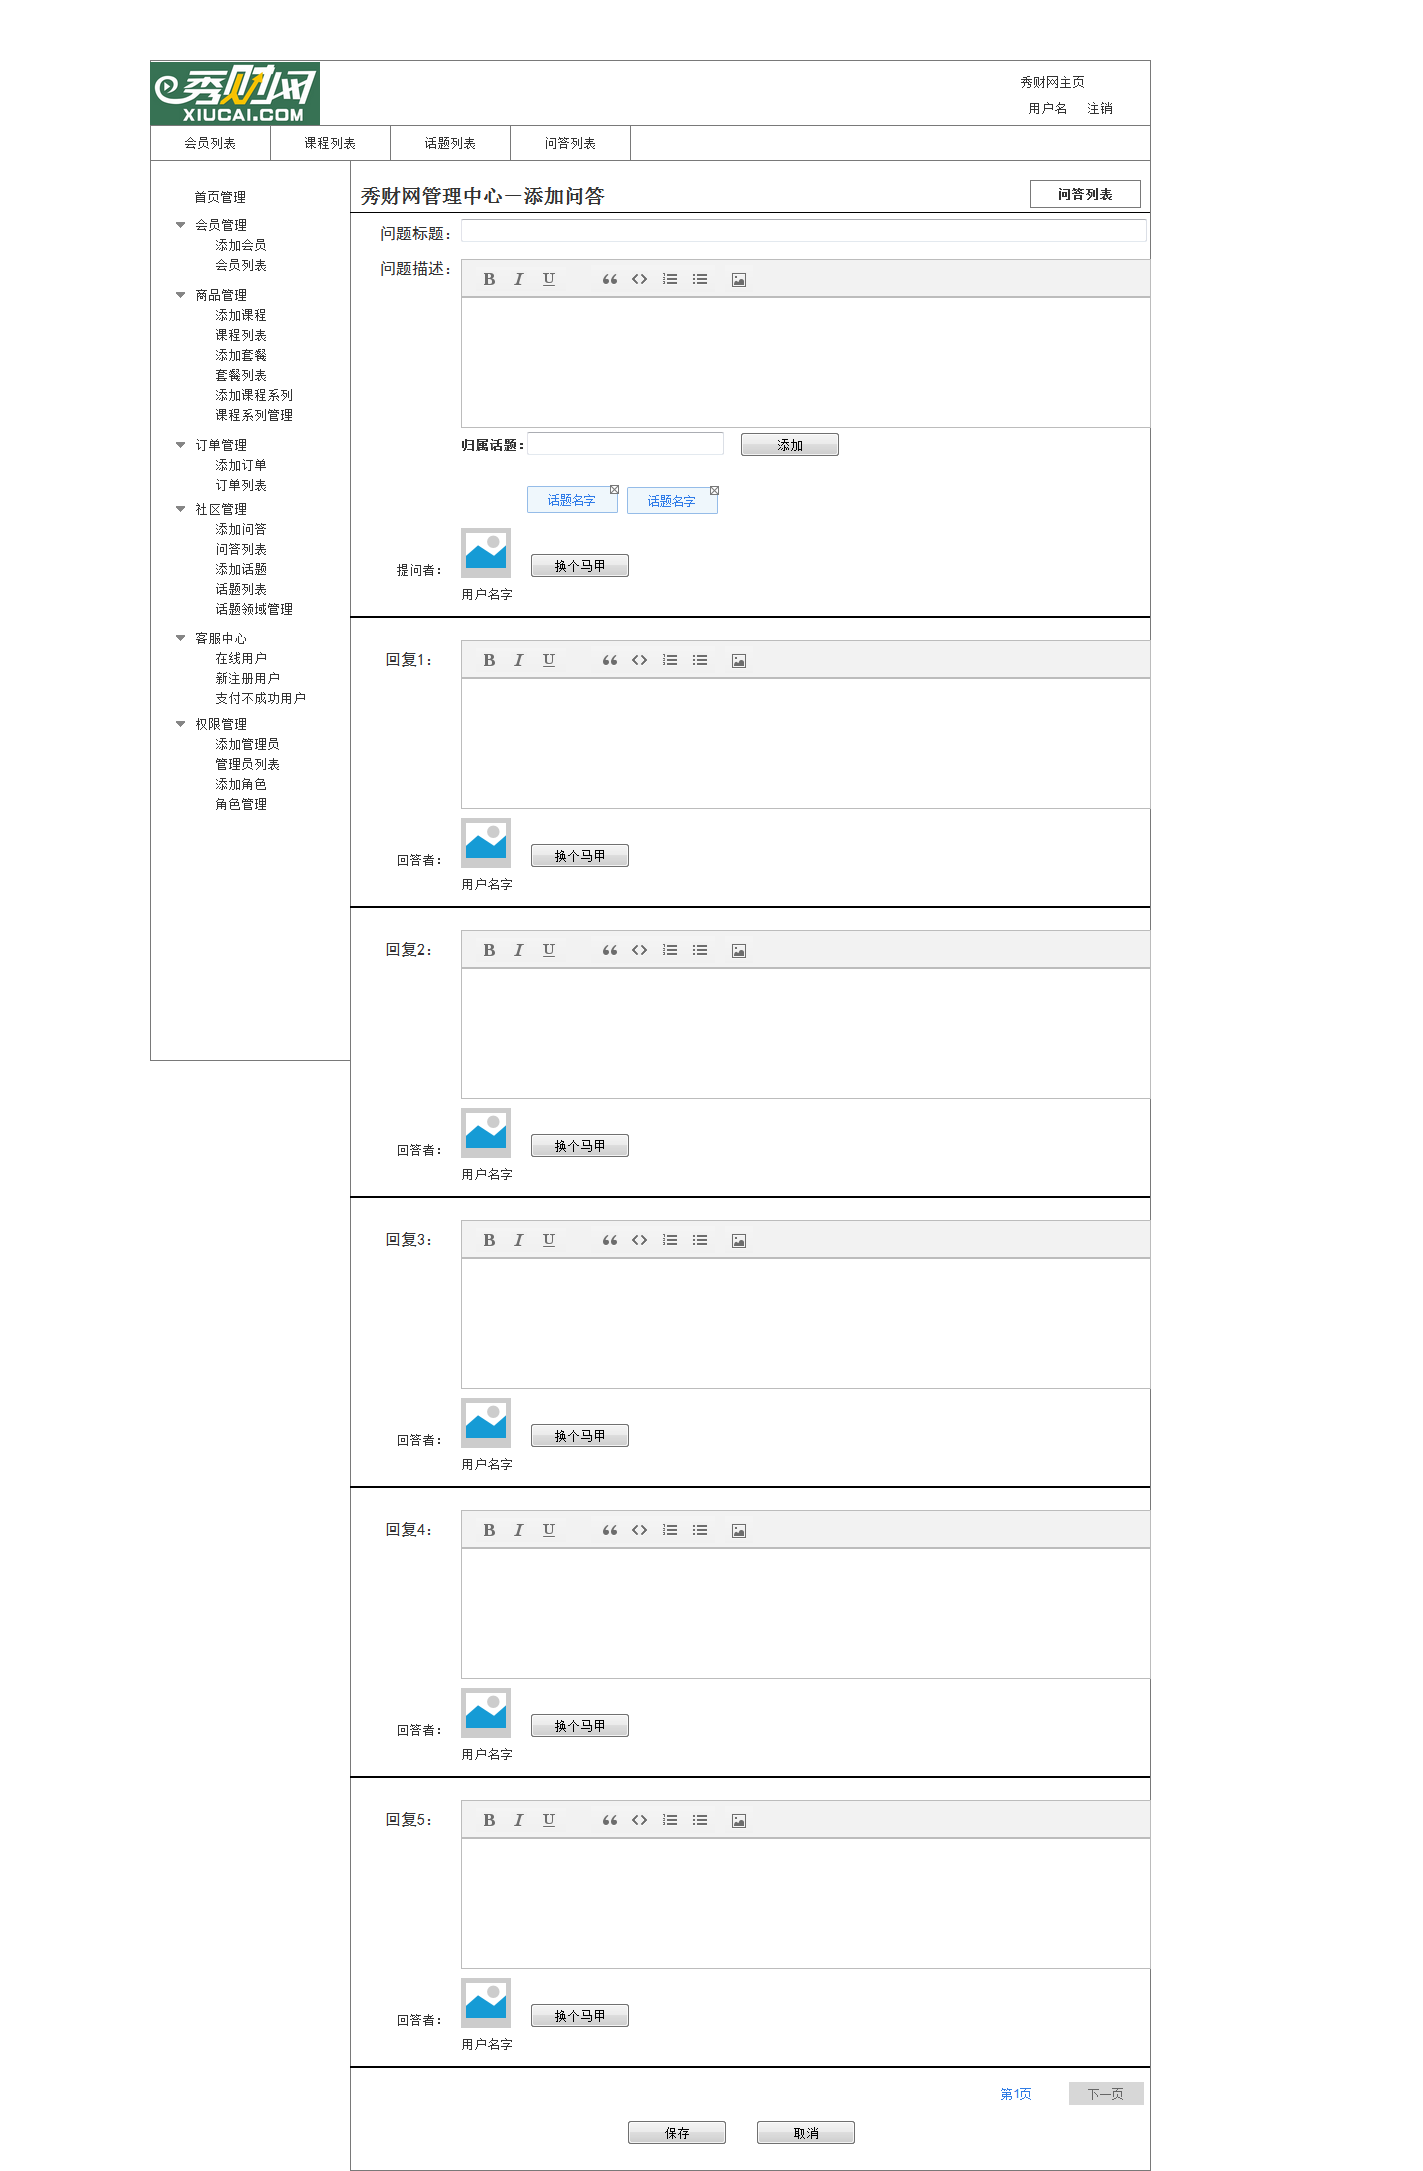 秀财网
XIUCAI.COM
秀财网主页
用户名 注销
会员列表 课程列表 话题列表 问答列表
首页管理
会员管理
添加会员
会员列表
商品管理
添加课程
课程列表
添加套餐
套餐列表
添加课程系列
课程系列管理
订单管理
添加订单
订单列表
社区管理
添加问答
问答列表
添加话题
话题列表
话题领域管理
客服中心
在线用户
新注册用户
支付不成功用户
权限管理
添加管理员
管理员列表
添加角色
角色管理
秀财网管理中心－添加问答 问答列表
问题标题：
问题描述： B I U
归属话题： 添加
话题名字 话题名字
提问者： 换个马甲
用户名字
回复1： B I U
回答者： 换个马甲
用户名字
回复2： B I U
回答者： 换个马甲
用户名字
回复3： B I U
回答者： 换个马甲
用户名字
回复4： B I U
回答者： 换个马甲
用户名字
回复5： B I U
回答者： 换个马甲
用户名字
第1页 下一页
保存 取消